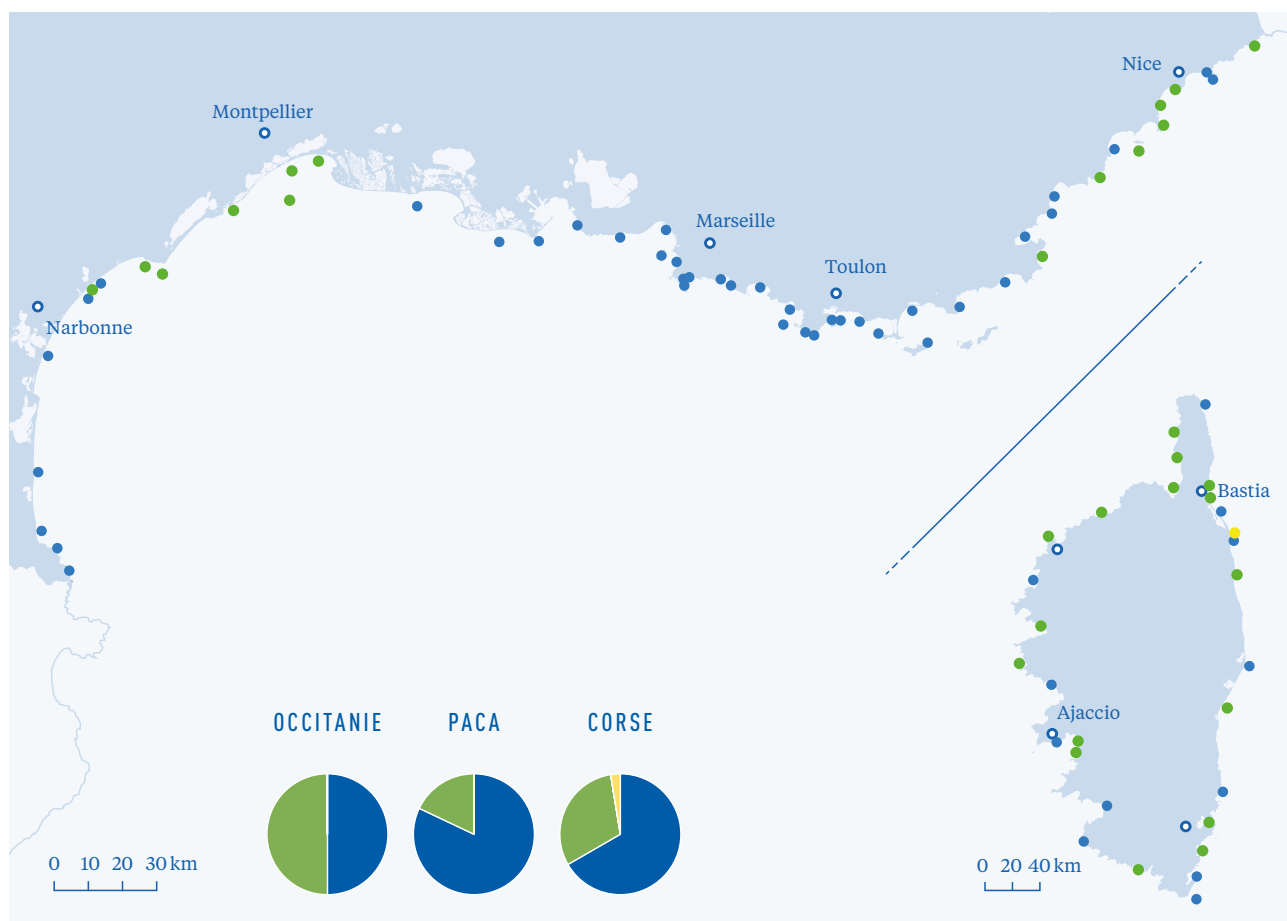 Nice
Montpellier
Marseille
Toulon
Narbonne
Bastia
Ajaccio
OCCITANIE
PACA
CORSE
0 10 20 30 km
0 20 40 km